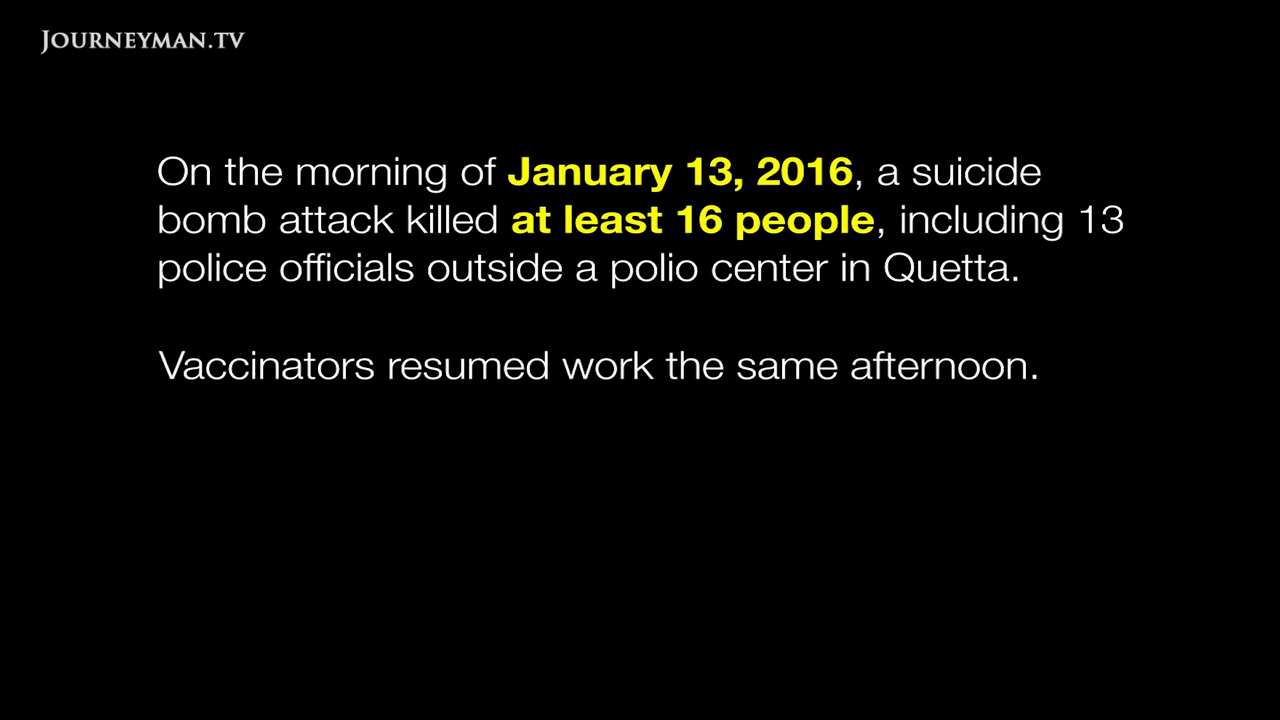 JOURNEYMAN.TV
On the morning of January 13, 2016, a suicide
bomb attack killed at least 16 people, including 13
police officials outside a polio center in Quetta.
Vaccinators resumed work the same afternoon.